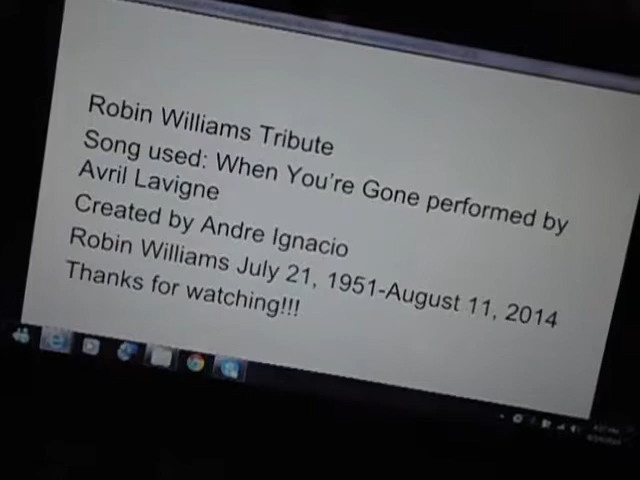 Robin Williams Tribute
Song used: When You're Gone performed by
Avril Lavigne
Created by Andre Ignacio
Robin Williams July 21, 1951-August 11, 2014
Thanks for watching!!!